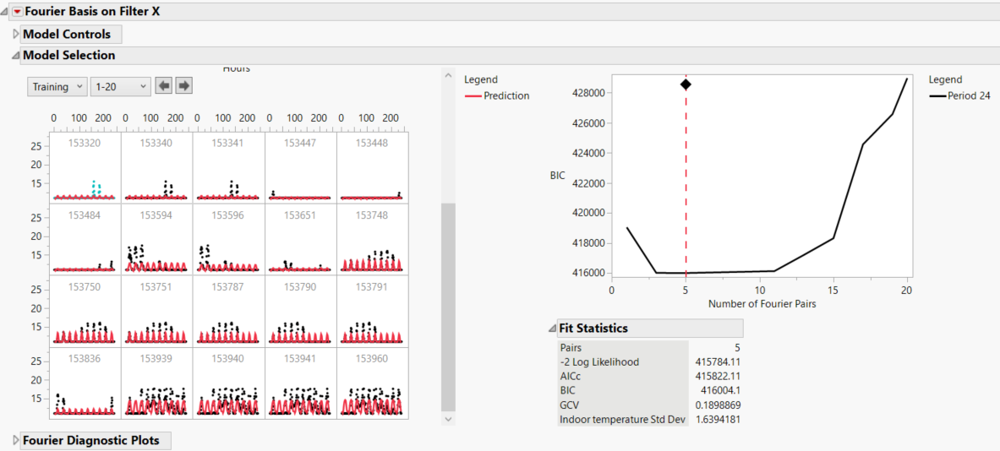 Fourier Basis on Filter X
Model Controls
Model Selection
Hours
Training 1-20
0 100 200 0 100 200 0 100 200 0 100 200 0 100 200
25
20
15
153320 153340 153341 153447 153448
25
20
15
153484 153594 153596 153651 153748
25
20
15
153750 153751 153787 153790 153791
25
20
15
153836 153939 153940 153941 153960
Legend
Prediction
428000
426000
424000
422000
420000
418000
416000
BIC
0 5 10 15 20
Number of Fourier Pairs
Legend
Period 24
Fit Statistics
Pairs 5
-2 Log Likelihood 415784.11
AICc 415822.11
BIC 416004.1
GCV 0.1898869
Indoor temperature Std Dev 1.6394181
Fourier Diagnostic Plots